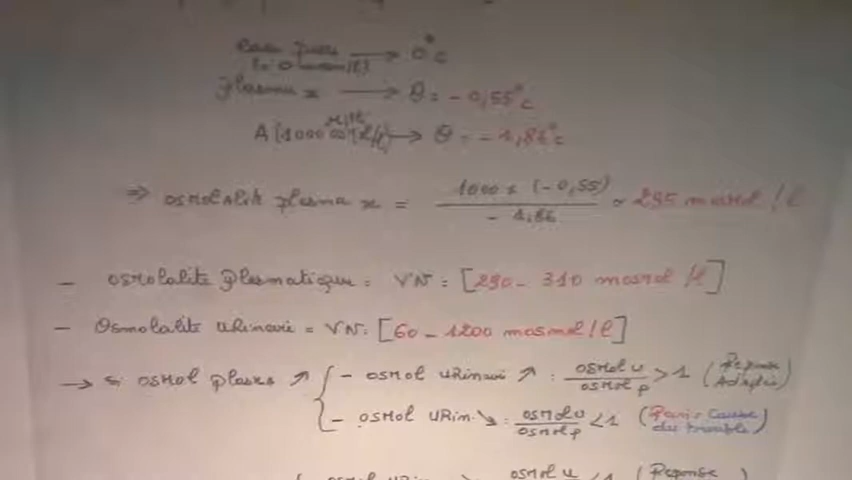 Eau pure → 0°c
plasma x → θ = - 0,55°c
A (1000 mosmol/l) → θ = - 1,86°c
⇒ osmolalité plasma x = 1000 x (-0,55) / - 1,86 ≈ 295 mosmol / l
- osmolalité plasmatique = VN : [290 - 310 mosmol /l]
- Osmolalité urinaire = VN : [60 - 1200 mosmol / l]
→ Si osmol plasma ↗ { - osmol urinaire ↗ : osmol u / osmol p > 1 (Réponse Adaptée)
- osmol urin. ↘ : osmol u / osmol p < 1 (Rein cause du trouble)
osmol u (Réponse